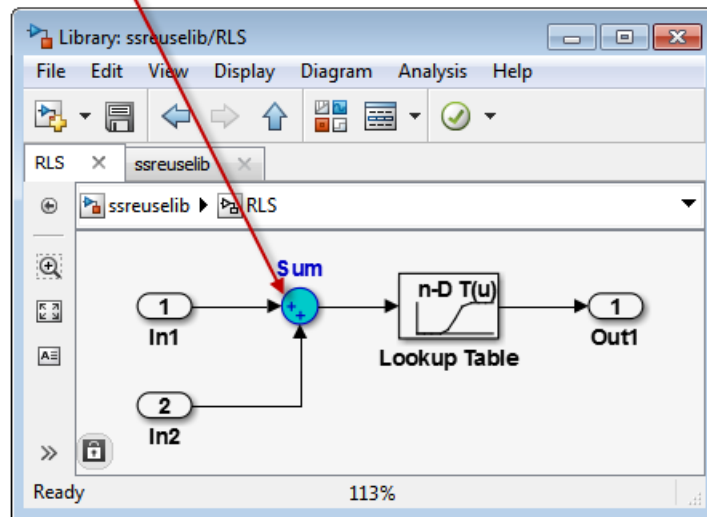 Library: ssreuselib/RLS
File Edit View Display Diagram Analysis Help
RLS ssreuselib
ssreuselib RLS
Sum
n-D T(u)
1
1
In1
Out1
Lookup Table
2
In2
Ready 113%